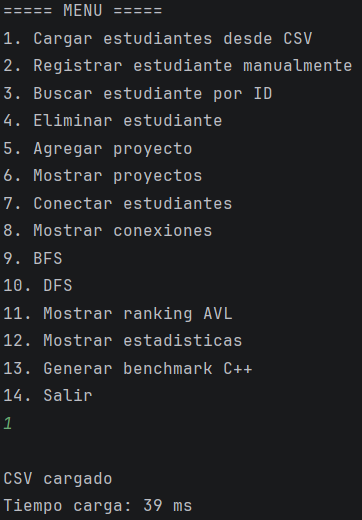 ===== MENU =====
1. Cargar estudiantes desde CSV
2. Registrar estudiante manualmente
3. Buscar estudiante por ID
4. Eliminar estudiante
5. Agregar proyecto
6. Mostrar proyectos
7. Conectar estudiantes
8. Mostrar conexiones
9. BFS
10. DFS
11. Mostrar ranking AVL
12. Mostrar estadisticas
13. Generar benchmark C++
14. Salir
1
CSV cargado
Tiempo carga: 39 ms